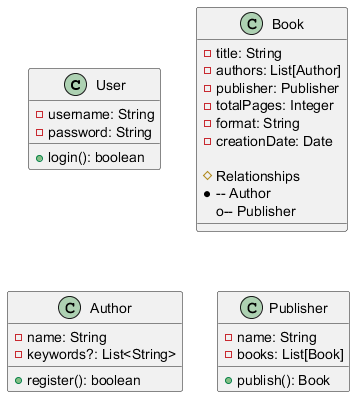 C User
username: String
password: String
login(): boolean
C Book
title: String
authors: List[Author]
publisher: Publisher
totalPages: Integer
format: String
creationDate: Date
Relationships
-- Author
o-- Publisher
C Author
name: String
keywords?: List<String>
register(): boolean
C Publisher
name: String
books: List[Book]
publish(): Book